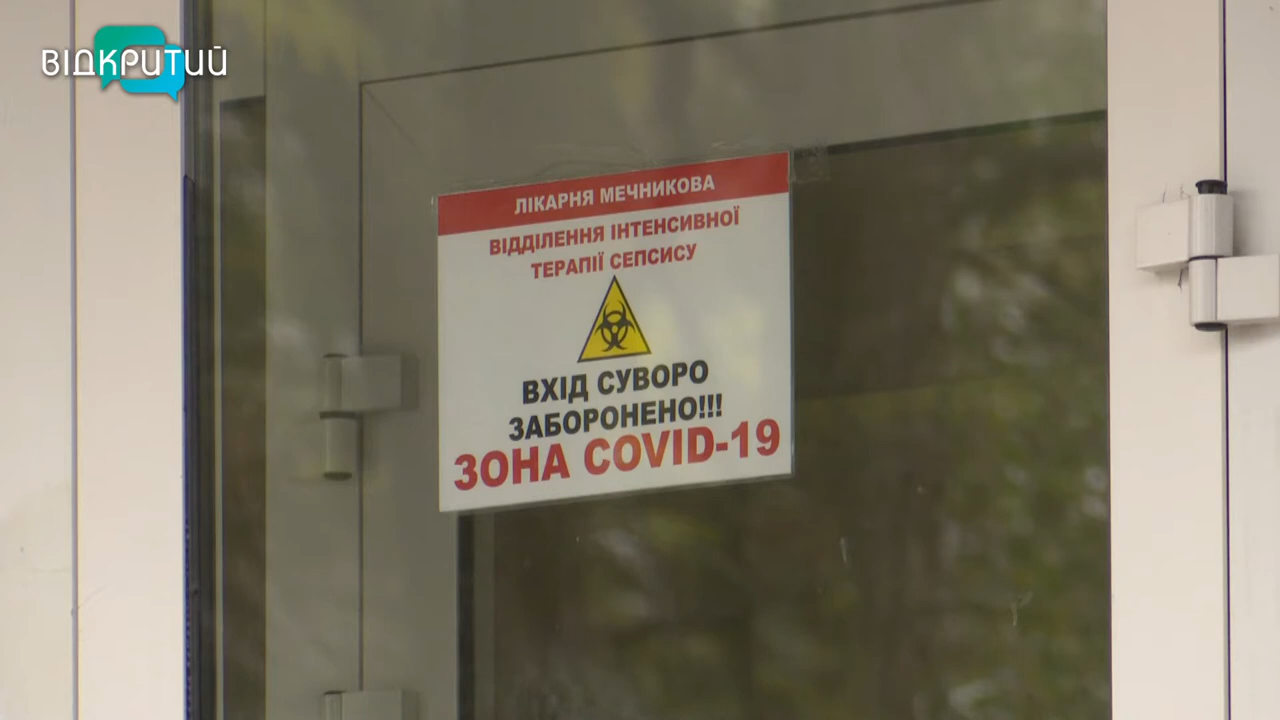 ВІДКРИТИЙ
ЛІКАРНЯ МЕЧНИКОВА
ВІДДІЛЕННЯ ІНТЕНСИВНОЇ
ТЕРАПІЇ СЕПСИСУ
ВХІД СУВОРО
ЗАБОРОНЕНО!!!
ЗОНА COVID-19